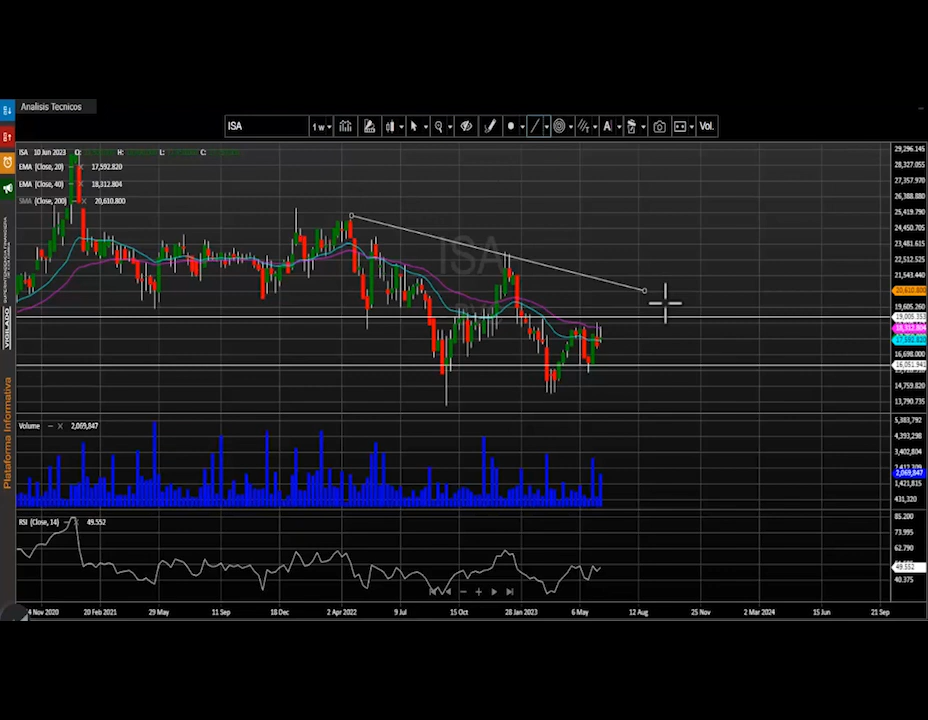 Analisis Tecnicos
ISA
1 w
A
Vol.
ISA 10 Jun 2023 O: H: L: C:
EMA (Close, 20) 17,592.820
EMA (Close, 40) 18,312.804
SMA (Close, 200) 20,610.800
ISA
29,296.145
28,327.055
27,357.970
26,388.880
25,419.790
24,450.705
23,481.615
22,512.525
21,543.440
20,610.800
19,605.260
19,009.353
18,312.804
17,592.820
16,698.000
16,051.942
14,759.820
13,790.735
VIGILADO SUPERINTENDENCIA FINANCIERA
Plataforma Informativa
Volume 2,069,847
5,383,792
4,393,298
3,402,804
2,069,847
1,421,815
431,320
RSI (Close, 14) 49.552
85.200
73.995
62.790
49.552
40.375
4 Nov 2020 20 Feb 2021 29 May 11 Sep 18 Dec 2 Apr 2022 9 Jul 15 Oct 28 Jan 2023 6 May 12 Aug 25 Nov 2 Mar 2024 15 Jun 21 Sep